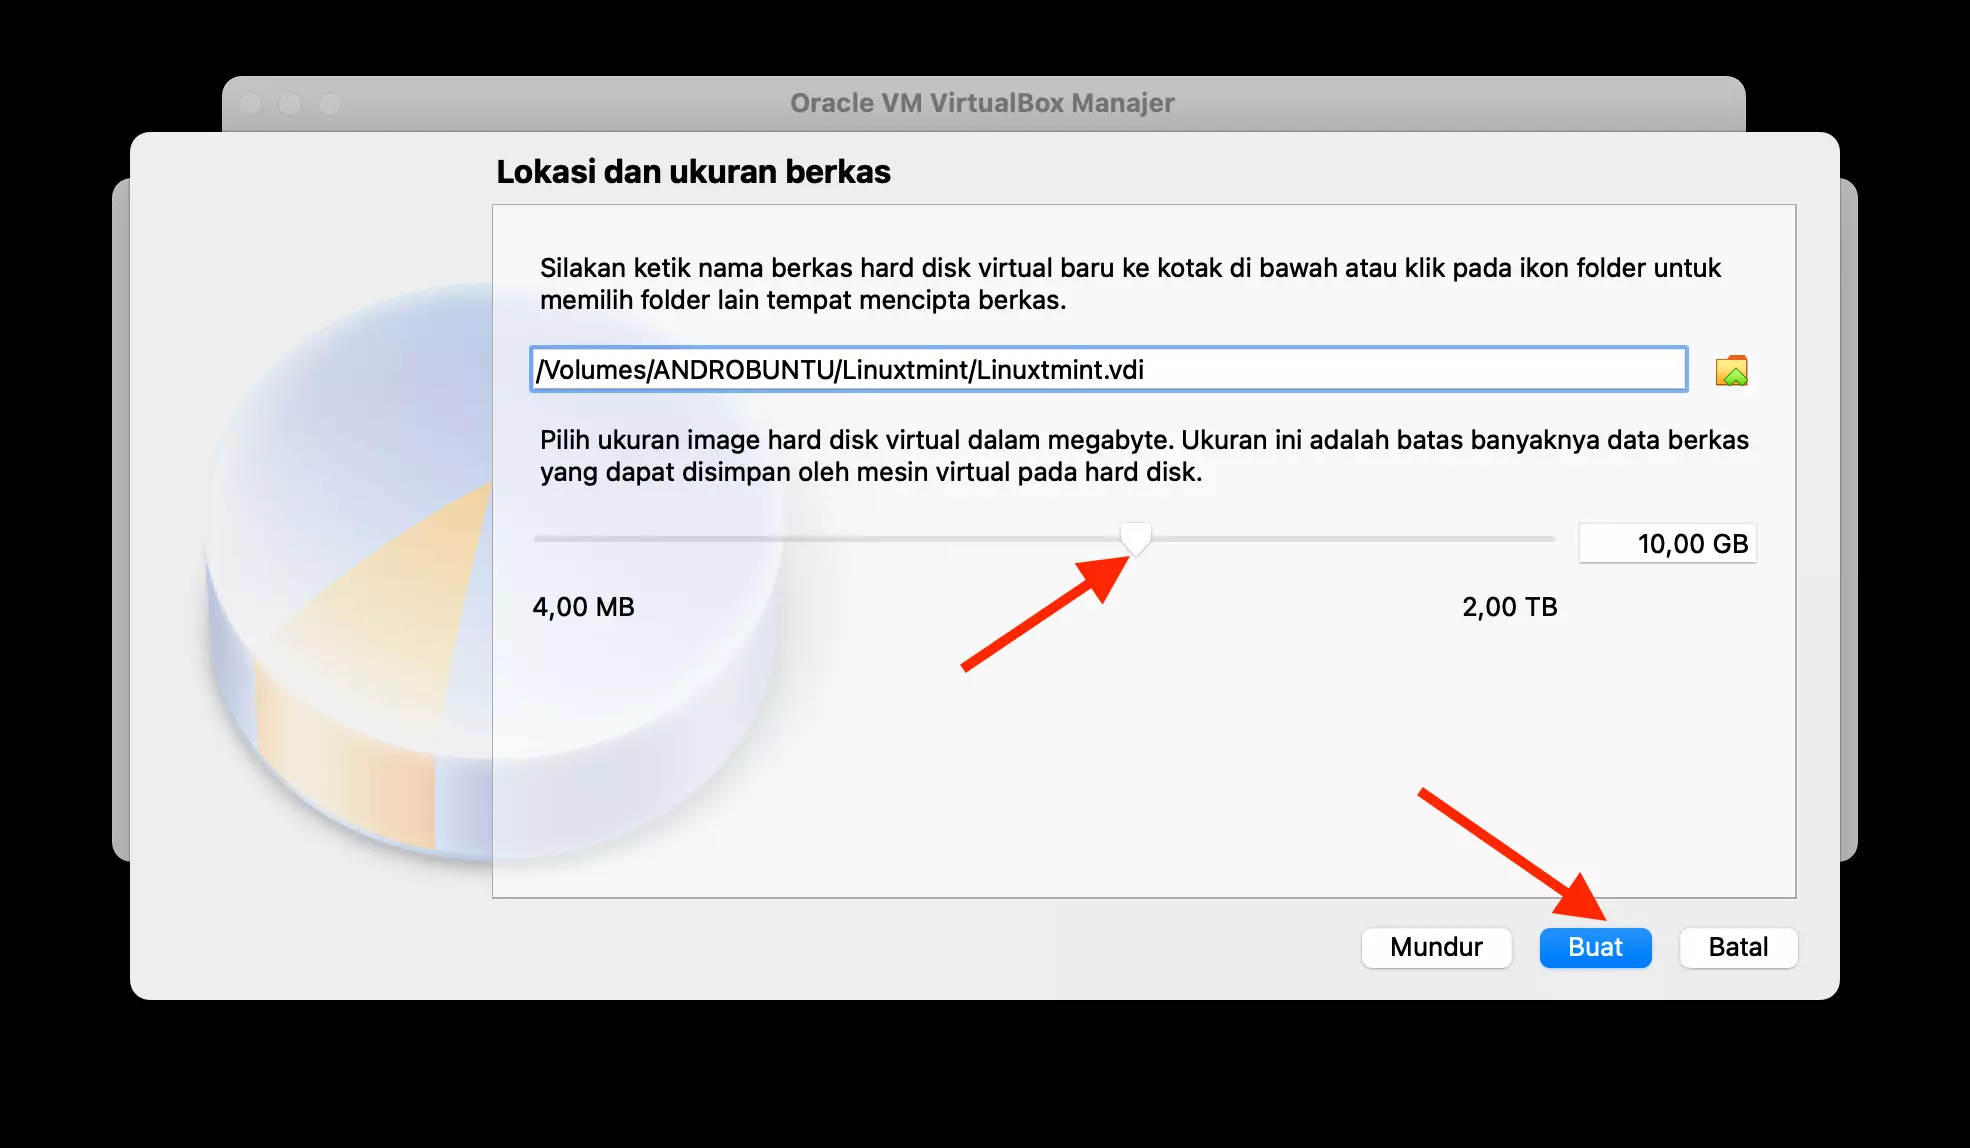 Oracle VM VirtualBox Manajer
Lokasi dan ukuran berkas
Silakan ketik nama berkas hard disk virtual baru ke kotak di bawah atau klik pada ikon folder untuk
memilih folder lain tempat mencipta berkas.
/Volumes/ANDROBUNTU/Linuxtmint/Linuxtmint.vdi
Pilih ukuran image hard disk virtual dalam megabyte. Ukuran ini adalah batas banyaknya data berkas
yang dapat disimpan oleh mesin virtual pada hard disk.
10,00 GB
4,00 MB 2,00 TB
Mundur Buat Batal